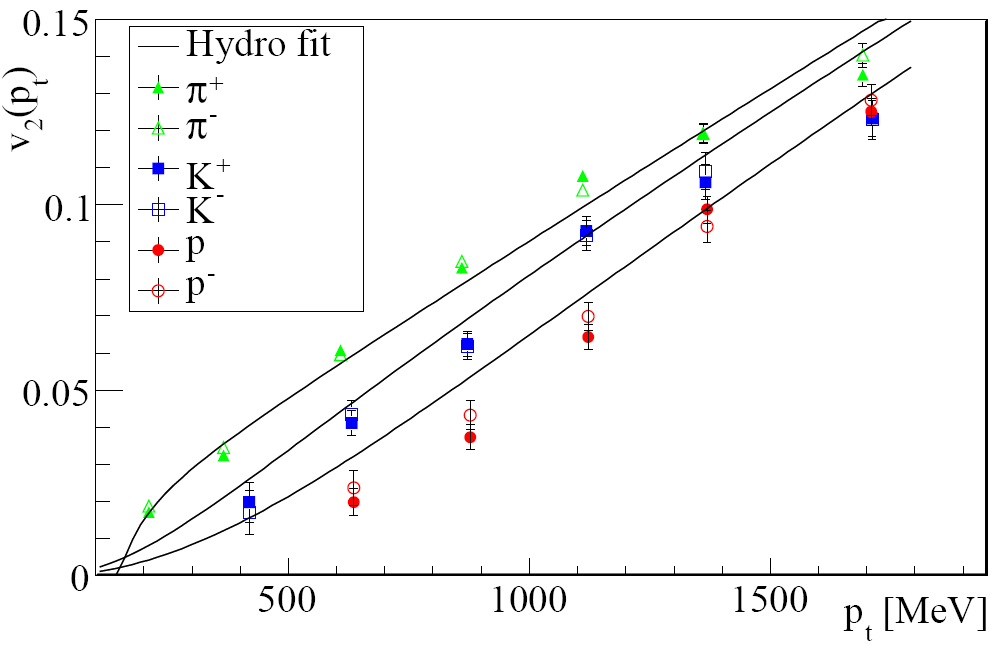 0.15
0.1
0.05
0
v₂(pₜ)
Hydro fit
π⁺
π⁻
K⁺
K⁻
p
p⁻
500
1000
1500
pₜ [MeV]